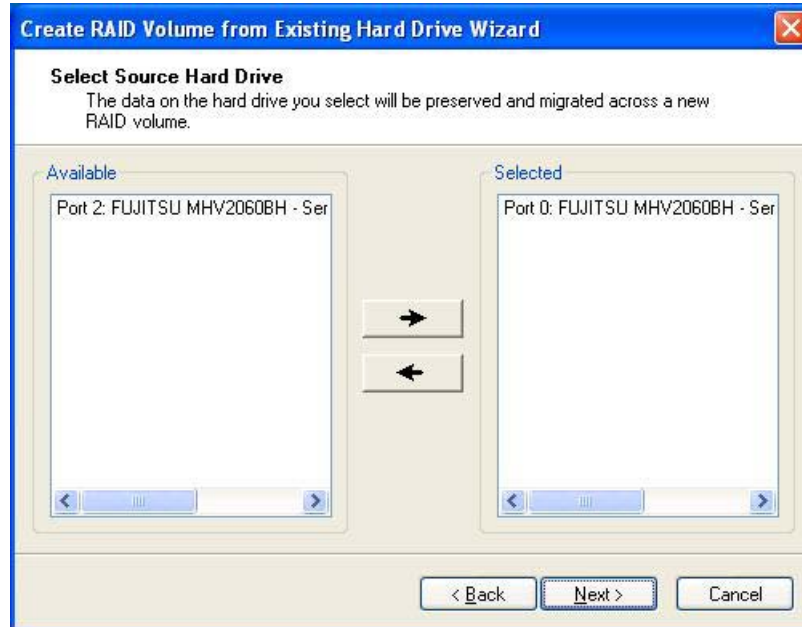 Create RAID Volume from Existing Hard Drive Wizard
Select Source Hard Drive
The data on the hard drive you select will be preserved and migrated across a new
RAID volume.
Available
Port 2: FUJITSU MHV2060BH - Ser
Selected
Port 0: FUJITSU MHV2060BH - Ser
< Back
Next >
Cancel